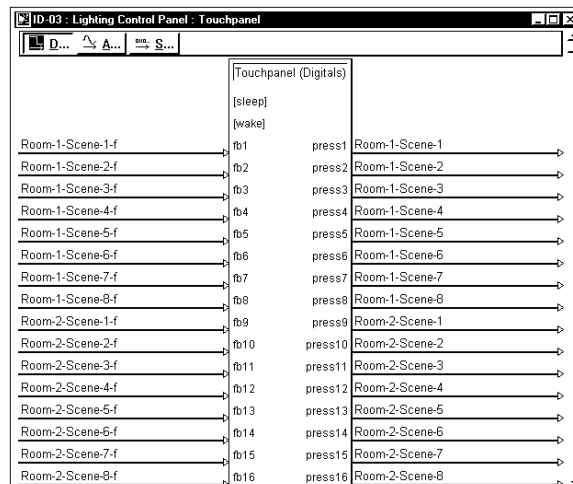 ID-03 : Lighting Control Panel : Touchpanel
D... A... S...
Touchpanel (Digitals)
[sleep]
[wake]
Room-1-Scene-1-f fb1 press1 Room-1-Scene-1
Room-1-Scene-2-f fb2 press2 Room-1-Scene-2
Room-1-Scene-3-f fb3 press3 Room-1-Scene-3
Room-1-Scene-4-f fb4 press4 Room-1-Scene-4
Room-1-Scene-5-f fb5 press5 Room-1-Scene-5
Room-1-Scene-6-f fb6 press6 Room-1-Scene-6
Room-1-Scene-7-f fb7 press7 Room-1-Scene-7
Room-1-Scene-8-f fb8 press8 Room-1-Scene-8
Room-2-Scene-1-f fb9 press9 Room-2-Scene-1
Room-2-Scene-2-f fb10 press10 Room-2-Scene-2
Room-2-Scene-3-f fb11 press11 Room-2-Scene-3
Room-2-Scene-4-f fb12 press12 Room-2-Scene-4
Room-2-Scene-5-f fb13 press13 Room-2-Scene-5
Room-2-Scene-6-f fb14 press14 Room-2-Scene-6
Room-2-Scene-7-f fb15 press15 Room-2-Scene-7
Room-2-Scene-8-f fb16 press16 Room-2-Scene-8